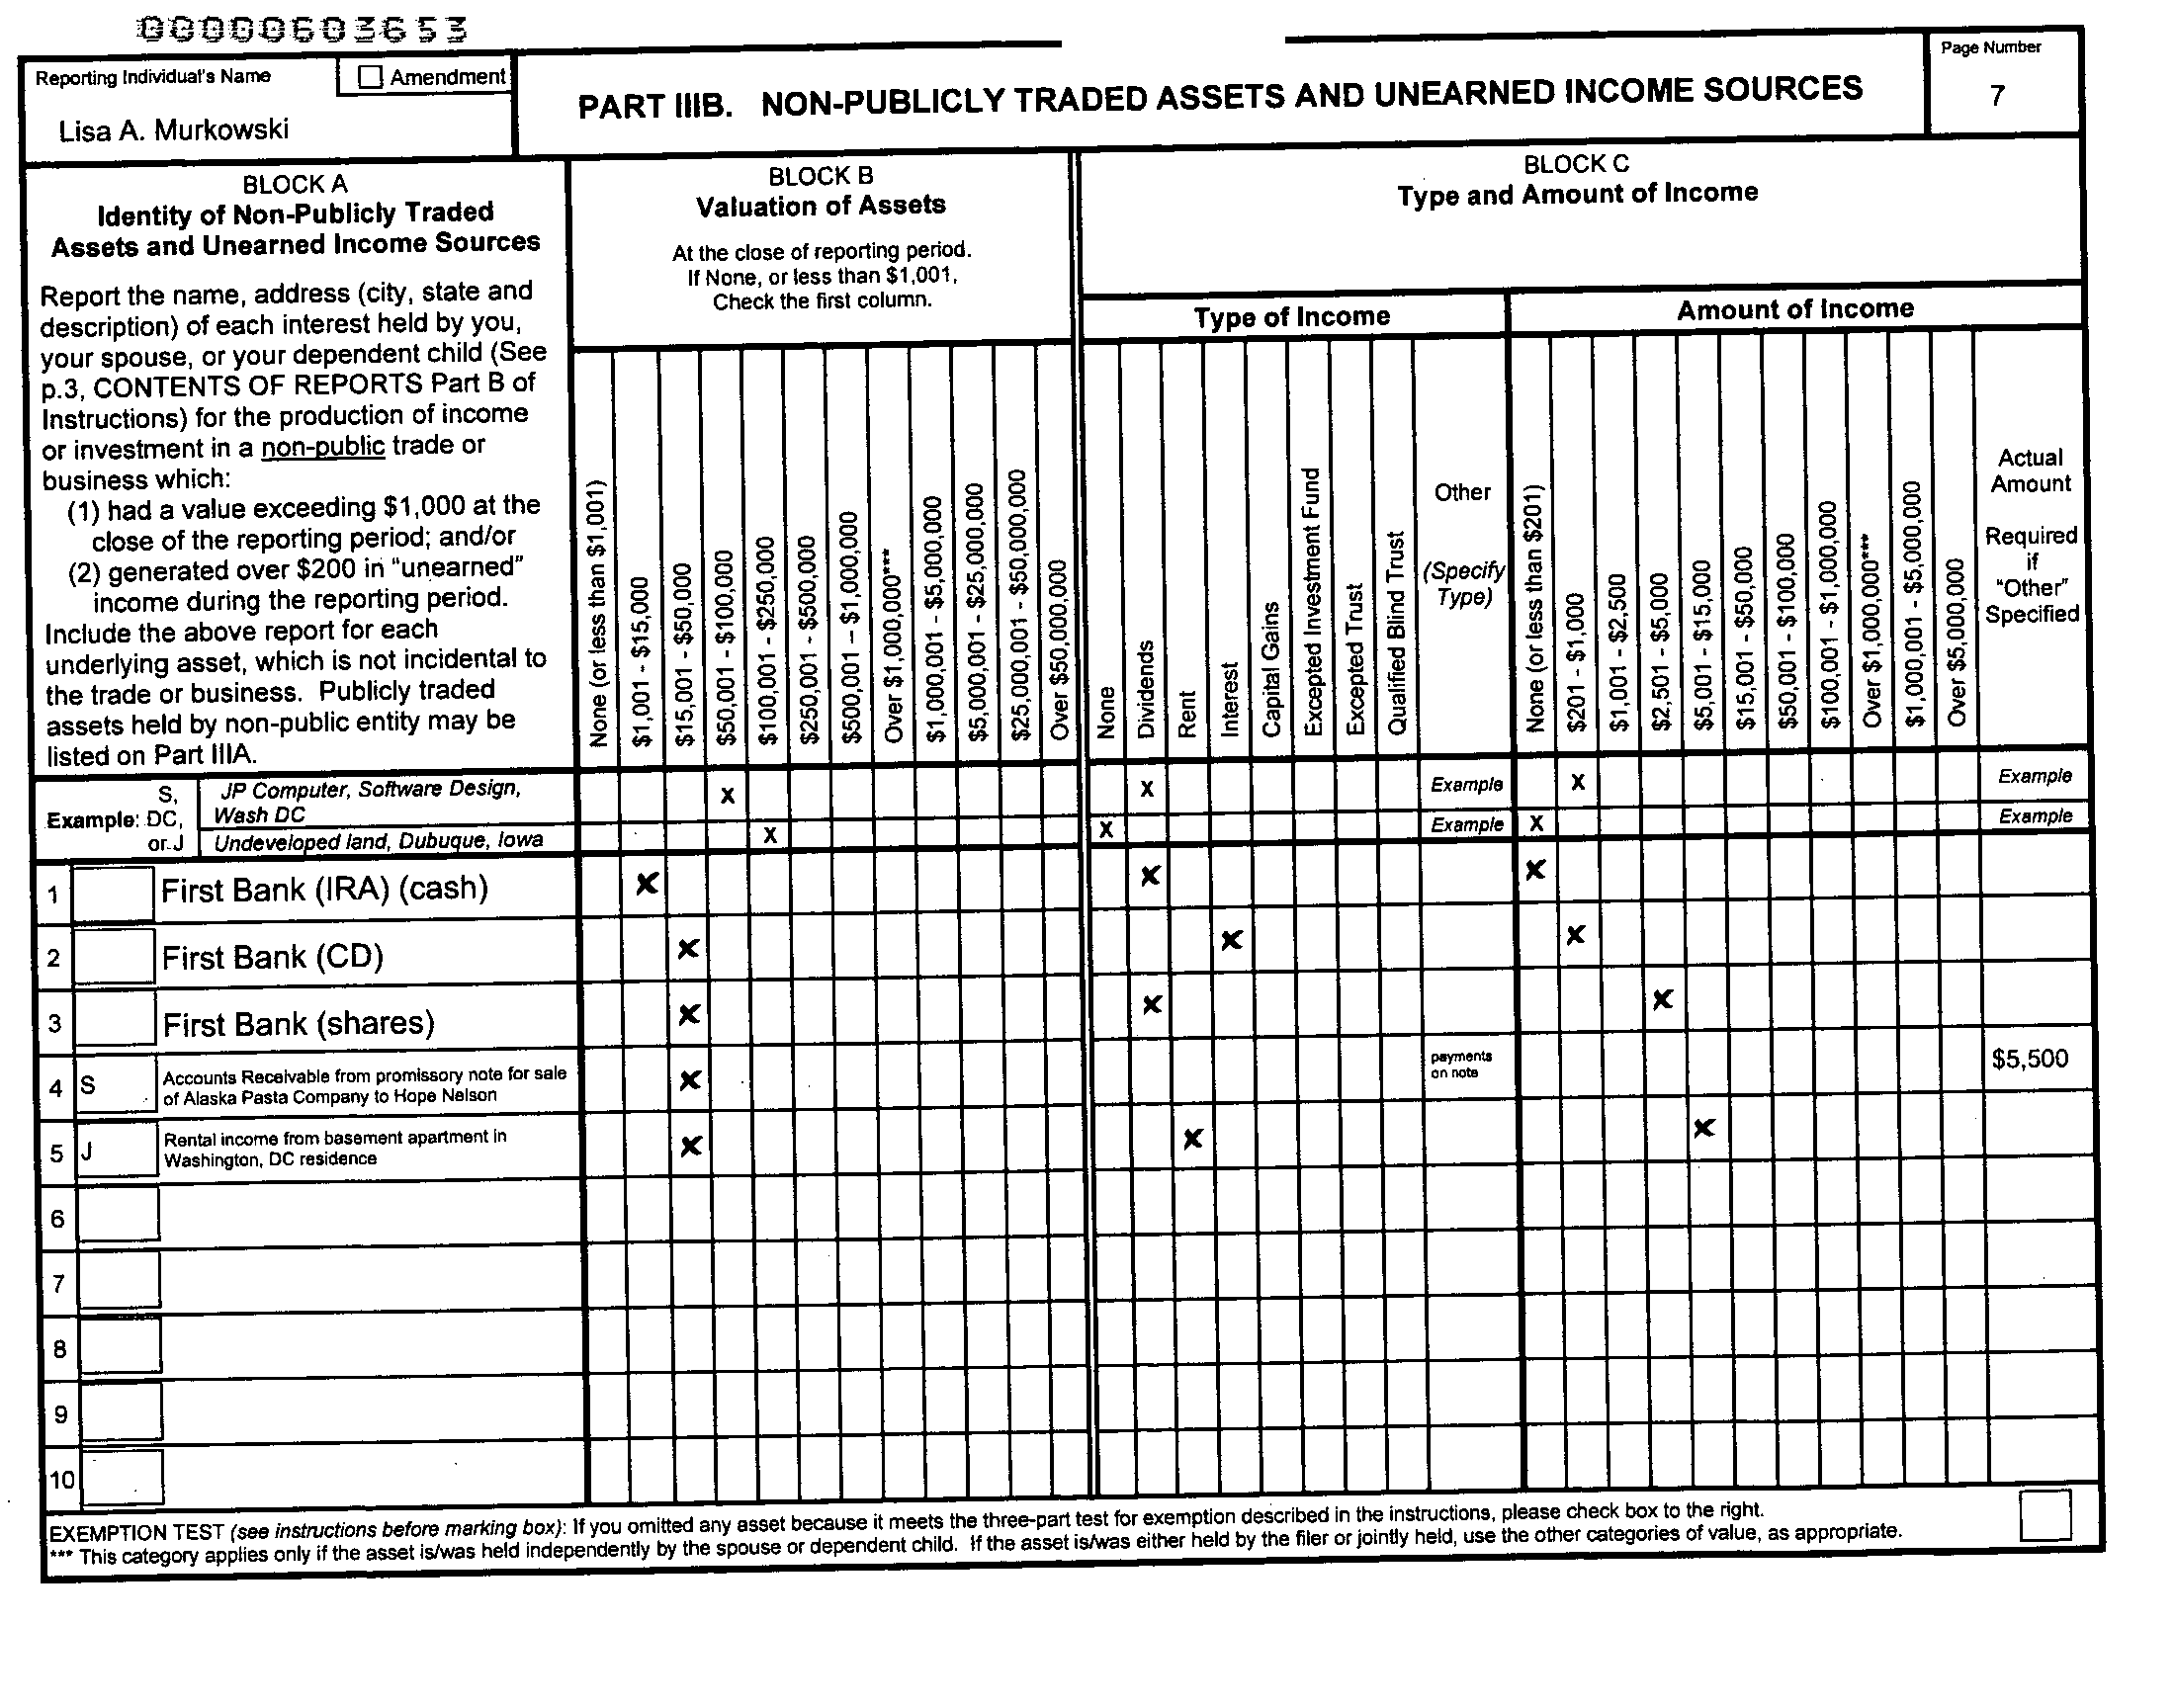 00000603653
Reporting Individual's Name
Amendment
Lisa A. Murkowski
PART IIIB. NON-PUBLICLY TRADED ASSETS AND UNEARNED INCOME SOURCES
Page Number
7
BLOCK A
Identity of Non-Publicly Traded
Assets and Unearned Income Sources
Report the name, address (city, state and
description) of each interest held by you,
your spouse, or your dependent child (See
p.3, CONTENTS OF REPORTS Part B of
Instructions) for the production of income
or investment in a non-public trade or
business which:
(1) had a value exceeding $1,000 at the
close of the reporting period; and/or
(2) generated over $200 in "unearned"
income during the reporting period.
Include the above report for each
underlying asset, which is not incidental to
the trade or business. Publicly traded
assets held by non-public entity may be
listed on Part IIIA.
BLOCK B
Valuation of Assets
At the close of reporting period.
If None, or less than $1,001,
Check the first column.
None (or less than $1,001)
$1,001 - $15,000
$15,001 - $50,000
$50,001 - $100,000
$100,001 - $250,000
$250,001 - $500,000
$500,001 – $1,000,000
Over $1,000,000***
$1,000,001 - $5,000,000
$5,000,001 - $25,000,000
$25,000,001 - $50,000,000
Over $50,000,000
BLOCK C
Type and Amount of Income
Type of Income
None
Dividends
Rent
Interest
Capital Gains
Excepted Investment Fund
Excepted Trust
Qualified Blind Trust
Other
(Specify
Type)
Amount of Income
None (or less than $201)
$201 - $1,000
$1,001 - $2,500
$2,501 - $5,000
$5,001 - $15,000
$15,001 - $50,000
$50,001 - $100,000
$100,001 - $1,000,000
Over $1,000,000***
$1,000,001 - $5,000,000
Over $5,000,000
Actual
Amount
Required
if
"Other"
Specified
Example:
S,
DC,
or J
JP Computer, Software Design,
Wash DC
X X Example X Example
Undeveloped land, Dubuque, Iowa X X Example X Example
1 First Bank (IRA) (cash) X X X
2 First Bank (CD) X X X
3 First Bank (shares) X X X
4 S Accounts Receivable from promissory note for sale
of Alaska Pasta Company to Hope Nelson
X
payments
on note
$5,500
5 J Rental income from basement apartment in
Washington, DC residence
X X X
6
7
8
9
10
EXEMPTION TEST (see instructions before marking box): If you omitted any asset because it meets the three-part test for exemption described in the instructions, please check box to the right.
*** This category applies only if the asset is/was held independently by the spouse or dependent child. If the asset is/was either held by the filer or jointly held, use the other categories of value, as appropriate.